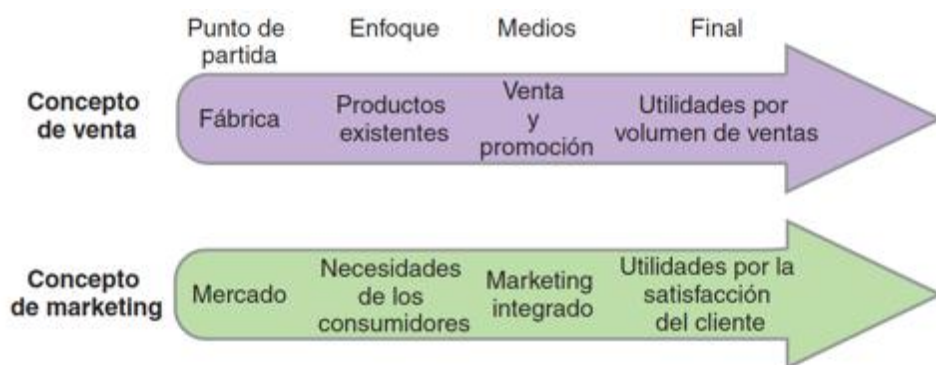 Punto de partida
Enfoque
Medios
Final
Concepto de venta
Fábrica
Productos existentes
Venta y promoción
Utilidades por volumen de ventas
Concepto de marketing
Mercado
Necesidades de los consumidores
Marketing integrado
Utilidades por la satisfacción del cliente